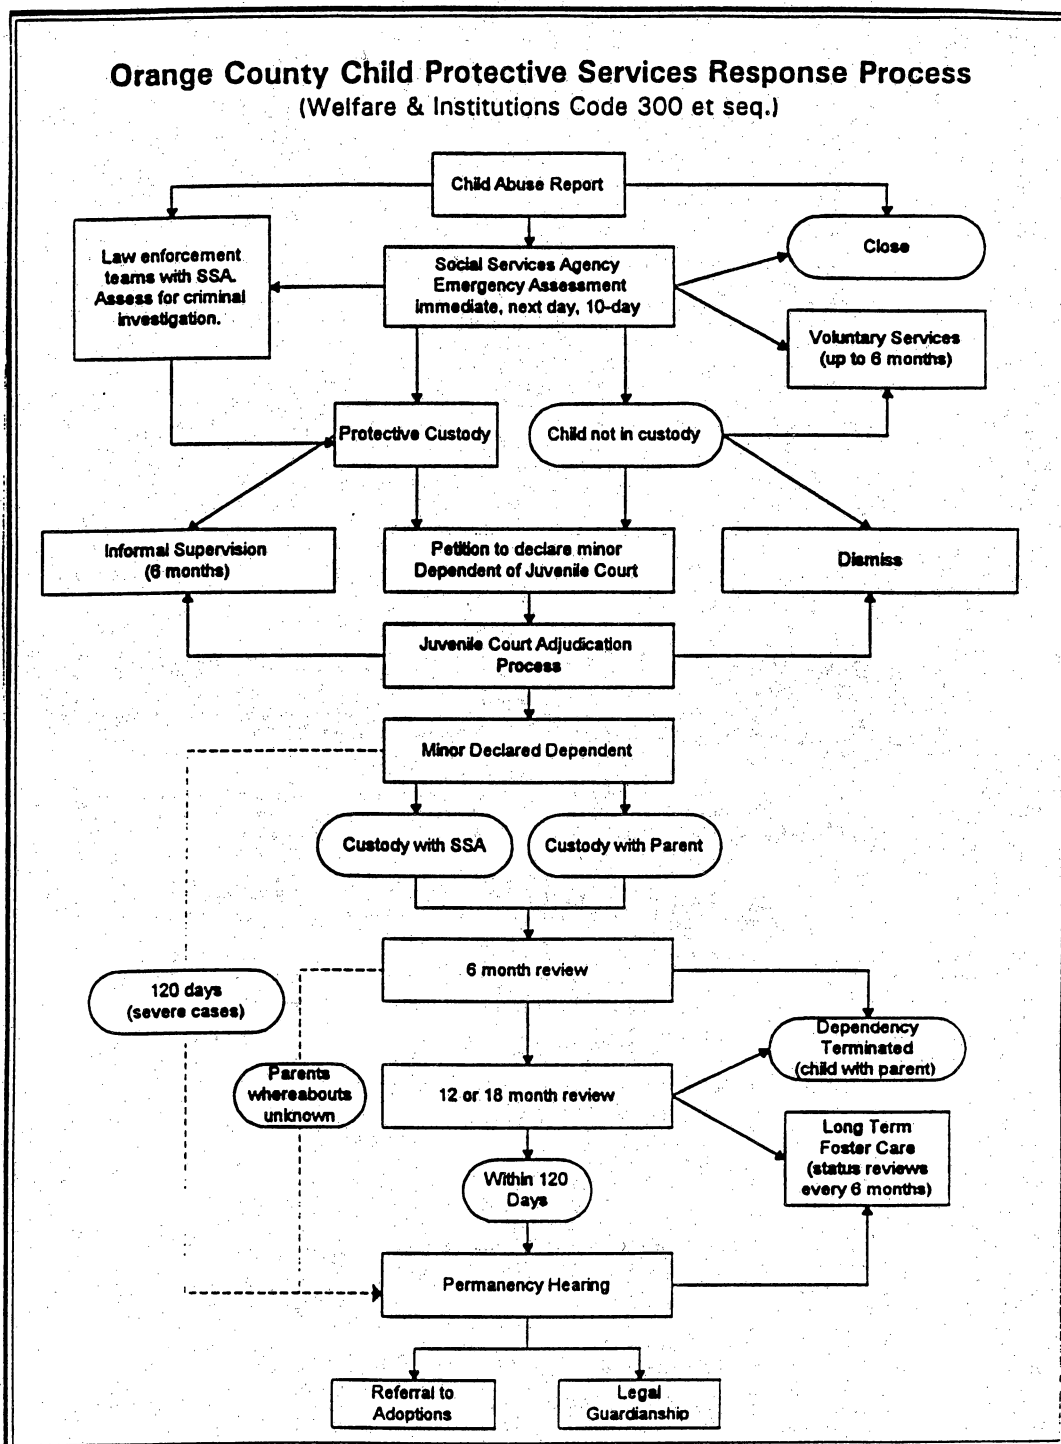 Orange County Child Protective Services Response Process
(Welfare & Institutions Code 300 et seq.)
Child Abuse Report
Law enforcement
teams with SSA.
Assess for criminal
investigation.
Social Services Agency
Emergency Assessment
immediate, next day, 10-day
Close
Voluntary Services
(up to 6 months)
Protective Custody
Child not in custody
Informal Supervision
(6 months)
Petition to declare minor
Dependent of Juvenile Court
Dismiss
Juvenile Court Adjudication
Process
Minor Declared Dependent
Custody with SSA
Custody with Parent
6 month review
120 days
(severe cases)
Dependency
Terminated
(child with parent)
Parents
whereabouts
unknown
12 or 18 month review
Long Term
Foster Care
(status reviews
every 6 months)
Within 120
Days
Permanency Hearing
Referral to
Adoptions
Legal
Guardianship